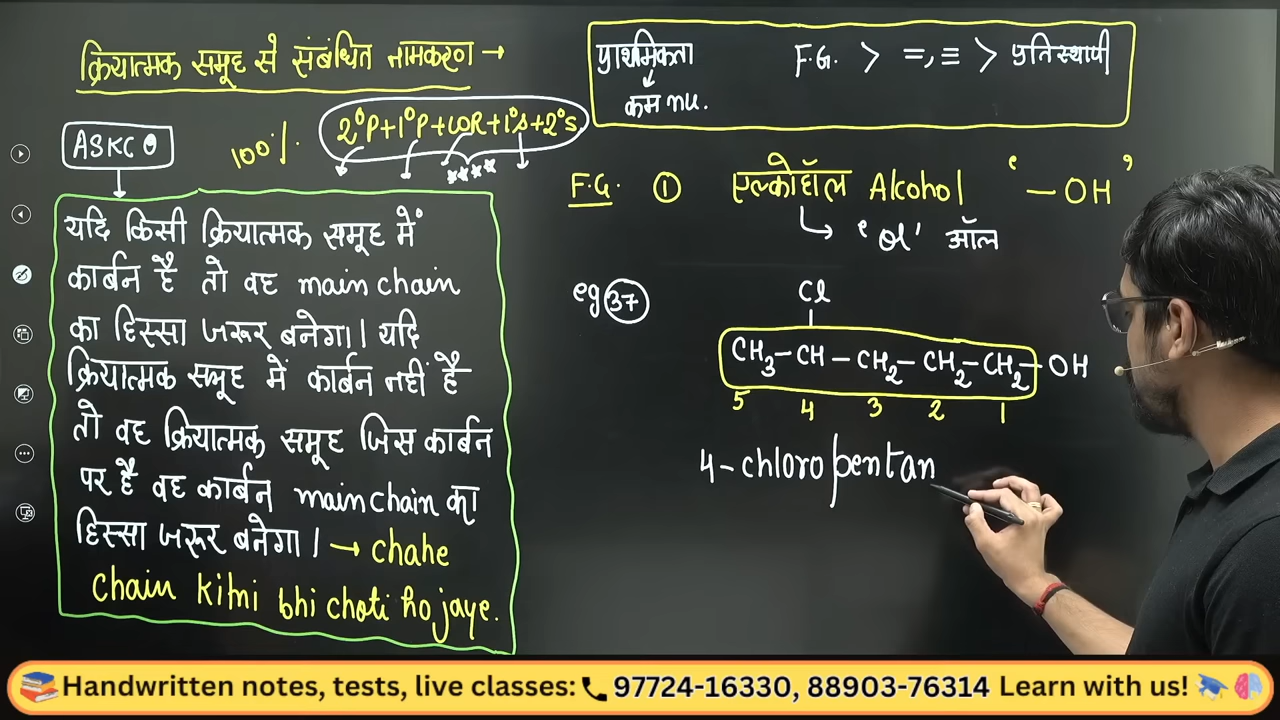 क्रियात्मक समूह से संबंधित नामकरण →
ASKC
100%
2°P+1°P+WR+1°S+2°S
यदि किसी क्रियात्मक समूह में
कार्बन है तो वह main chain
का हिस्सा जरूर बनेगा।। यदि
क्रियात्मक समूह में कार्बन नहीं है
तो वह क्रियात्मक समूह जिस कार्बन
पर है वह कार्बन main chain का
हिस्सा जरूर बनेगा। → chahe
chain kitni bhi choti ho jaye.
प्राथमिकता F.G. > =, ≡ > प्रतिस्थापी
कम nu.
F.G. ① एल्कोहॉल Alcohol ‘—OH’
‘ol’ ऑल
eg 37
Cl
CH₃—CH—CH₂—CH₂—CH₂—OH
5 4 3 2 1
4-chloropentan
Handwritten notes, tests, live classes: 97724-16330, 88903-76314 Learn with us!